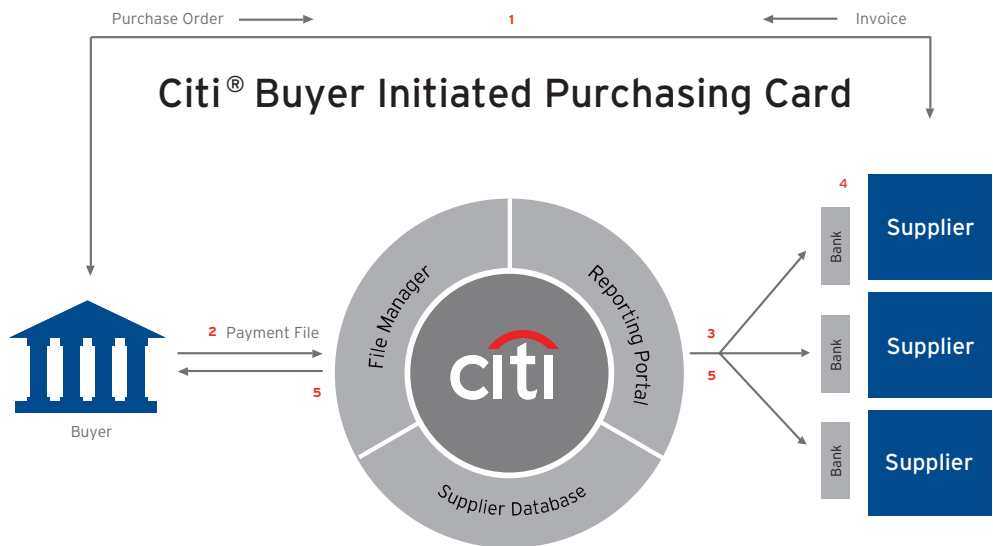 Purchase Order
1
Invoice
Citi® Buyer Initiated Purchasing Card
4
Bank
Supplier
File Manager
Reporting Portal
2 Payment File
3
citi
Bank
Supplier
5
5
Buyer
Bank
Supplier
Supplier Database